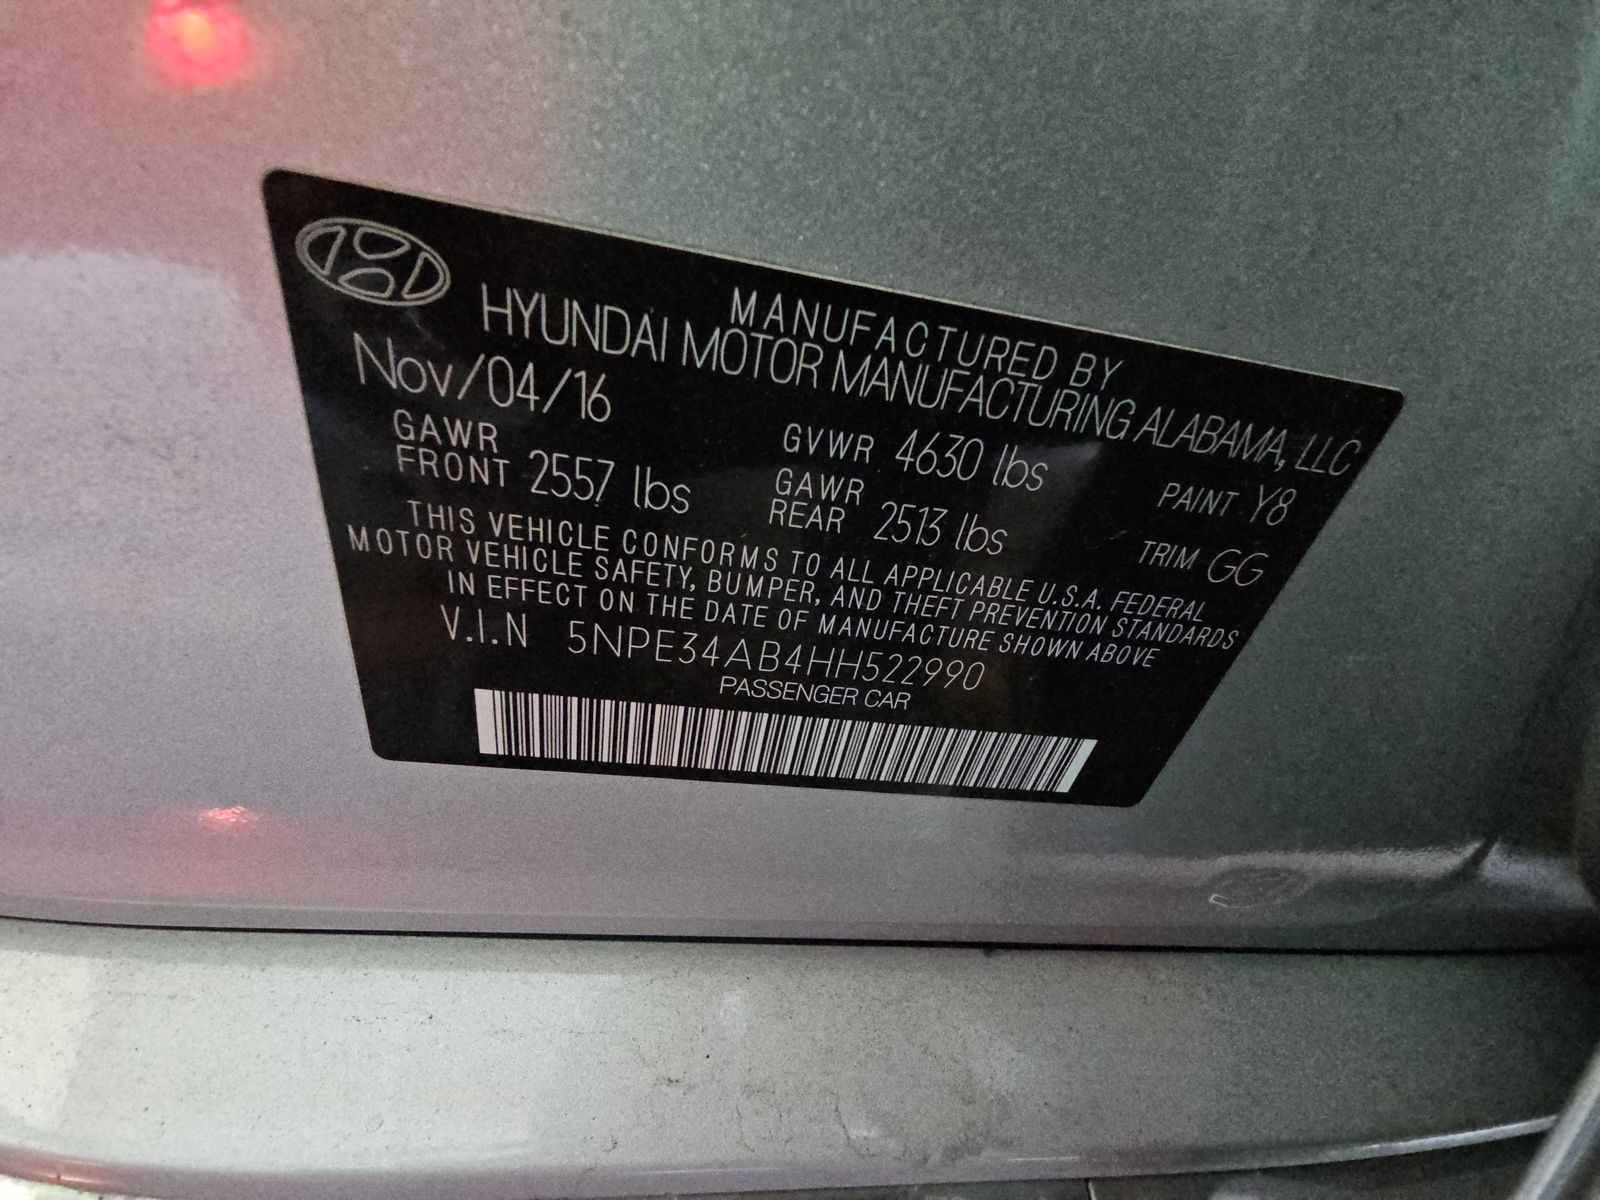 MANUFACTURED BY
HYUNDAI MOTOR MANUFACTURING ALABAMA, LLC
Nov/04/16
GVWR 4630 lbs
PAINT Y8
GAWR
FRONT 2557 lbs
GAWR
REAR 2513 lbs
TRIM GG
THIS VEHICLE CONFORMS TO ALL APPLICABLE U.S.A. FEDERAL
MOTOR VEHICLE SAFETY, BUMPER, AND THEFT PREVENTION STANDARDS
IN EFFECT ON THE DATE OF MANUFACTURE SHOWN ABOVE
V.I.N 5NPE34AB4HH522990
PASSENGER CAR